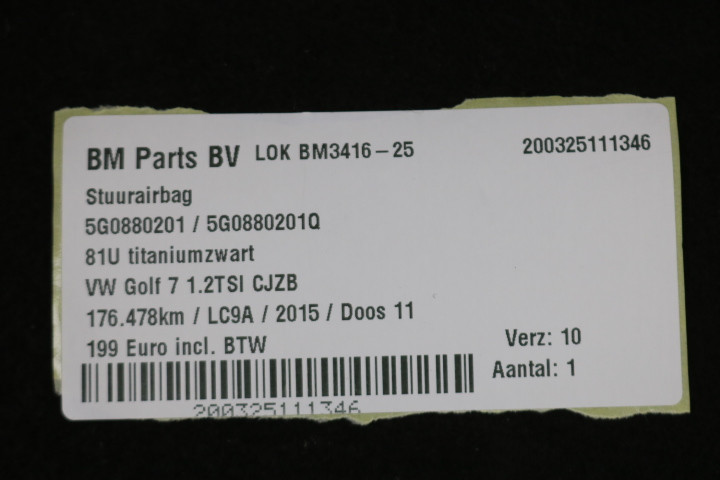 BM Parts BV LOK BM3416-25 200325111346
Stuurairbag
5G0880201 / 5G0880201Q
81U titaniumzwart
VW Golf 7 1.2TSI CJZB
176.478km / LC9A / 2015 / Doos 11
199 Euro incl. BTW
Verz: 10
Aantal: 1
200325111346